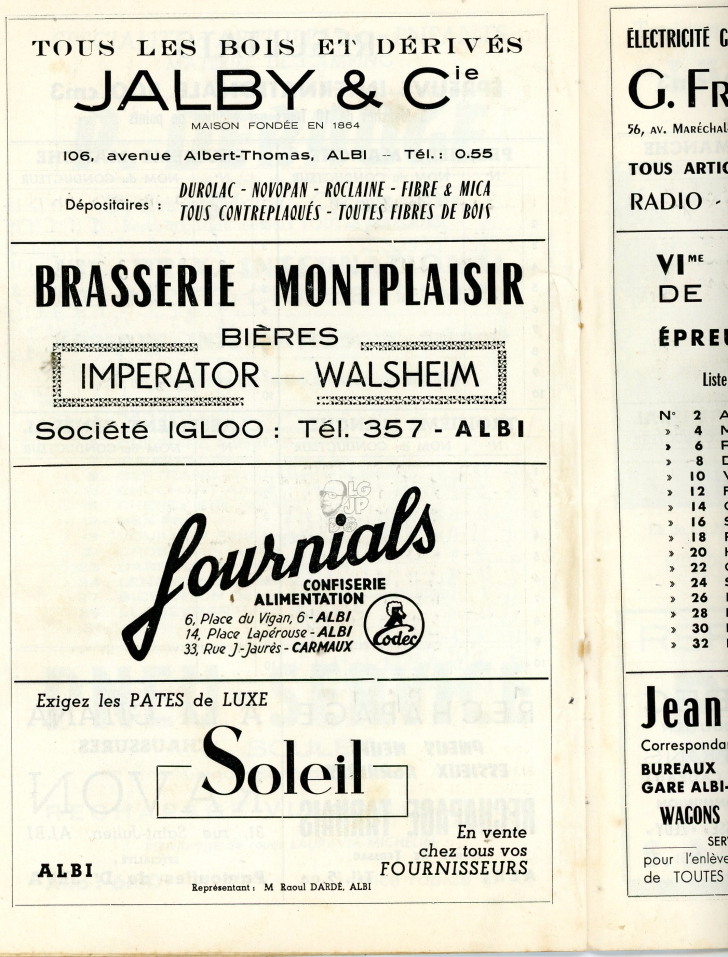 TOUS LES BOIS ET DÉRIVÉS
JALBY & Cie
MAISON FONDÉE EN 1864
106, avenue Albert-Thomas, ALBI - Tél.: 0.55
Dépositaires : DUROLAC - NOVOPAN - ROCLAINE - FIBRE & MICA
TOUS CONTREPLAQUÉS - TOUTES FIBRES DE BOIS
BRASSERIE MONTPLAISIR
BIÈRES
IMPERATOR — WALSHEIM
Société IGLOO : Tél. 357 - ALBI
LG
JP
Fournials
CONFISERIE
ALIMENTATION
6, Place du Vigan, 6 - ALBI
14, Place Lapérouse - ALBI
33, Rue J-Jaurès - CARMAUX
Codec
Exigez les PATES de LUXE
Soleil
En vente
chez tous vos
FOURNISSEURS
ALBI
Représentant : M Raoul DARDÉ, ALBI
ÉLECTRICITÉ G
G. FR
56, AV. MARÉCHAL
TOUS ARTIC
RADIO -
VIME
DE
ÉPREU
Liste
N° 2 A
» 4
» 6
» 8
» 10
» 12
» 14
» 16
» 18
» 20
» 22
» 24
» 26
» 28
» 30
» 32
Jean
Correspondan
BUREAUX
GARE ALBI-
WAGONS
SER
pour l'enlève
de TOUTES